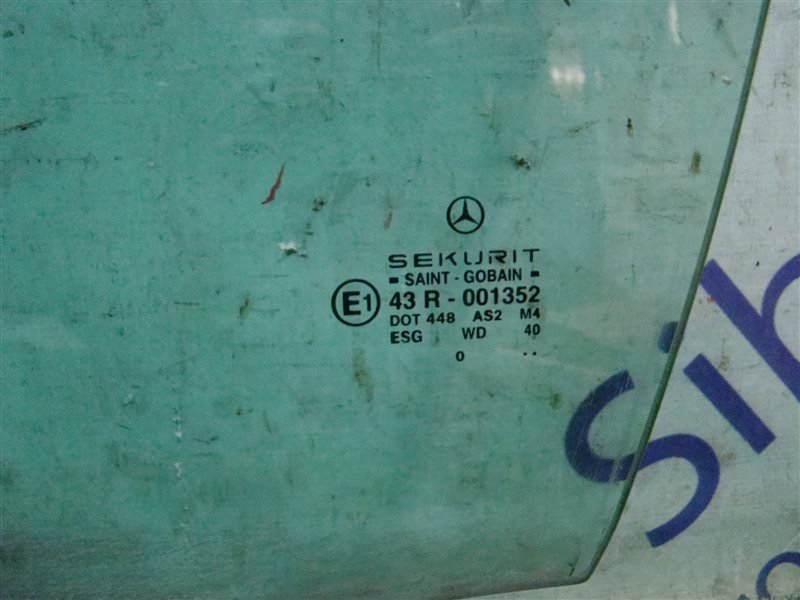 SEKURIT
SAINT - GOBAIN
E1 43 R - 001352
DOT 448 AS2 M4
ESG WD 40
0 ..